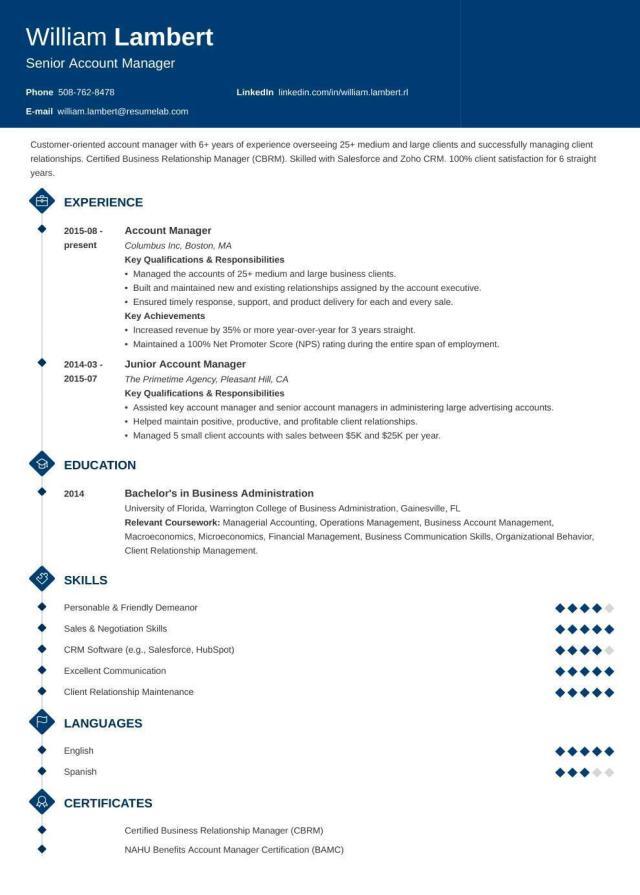 William Lambert
Senior Account Manager
Phone 508-762-8478
LinkedIn linkedin.com/in/william.lambert.rl
E-mail william.lambert@resumelab.com
Customer-oriented account manager with 6+ years of experience overseeing 25+ medium and large clients and successfully managing client
relationships. Certified Business Relationship Manager (CBRM). Skilled with Salesforce and Zoho CRM. 100% client satisfaction for 6 straight
years.
EXPERIENCE
2015-08 -
present
Account Manager
Columbus Inc, Boston, MA
Key Qualifications & Responsibilities
• Managed the accounts of 25+ medium and large business clients.
• Built and maintained new and existing relationships assigned by the account executive.
• Ensured timely response, support, and product delivery for each and every sale.
Key Achievements
• Increased revenue by 35% or more year-over-year for 3 years straight.
• Maintained a 100% Net Promoter Score (NPS) rating during the entire span of employment.
2014-03 -
2015-07
Junior Account Manager
The Primetime Agency, Pleasant Hill, CA
Key Qualifications & Responsibilities
• Assisted key account manager and senior account managers in administering large advertising accounts.
• Helped maintain positive, productive, and profitable client relationships.
• Managed 5 small client accounts with sales between $5K and $25K per year.
EDUCATION
2014
Bachelor's in Business Administration
University of Florida, Warrington College of Business Administration, Gainesville, FL
Relevant Coursework: Managerial Accounting, Operations Management, Business Account Management,
Macroeconomics, Microeconomics, Financial Management, Business Communication Skills, Organizational Behavior,
Client Relationship Management.
SKILLS
Personable & Friendly Demeanor
Sales & Negotiation Skills
CRM Software (e.g., Salesforce, HubSpot)
Excellent Communication
Client Relationship Maintenance
LANGUAGES
English
Spanish
CERTIFICATES
Certified Business Relationship Manager (CBRM)
NAHU Benefits Account Manager Certification (BAMC)